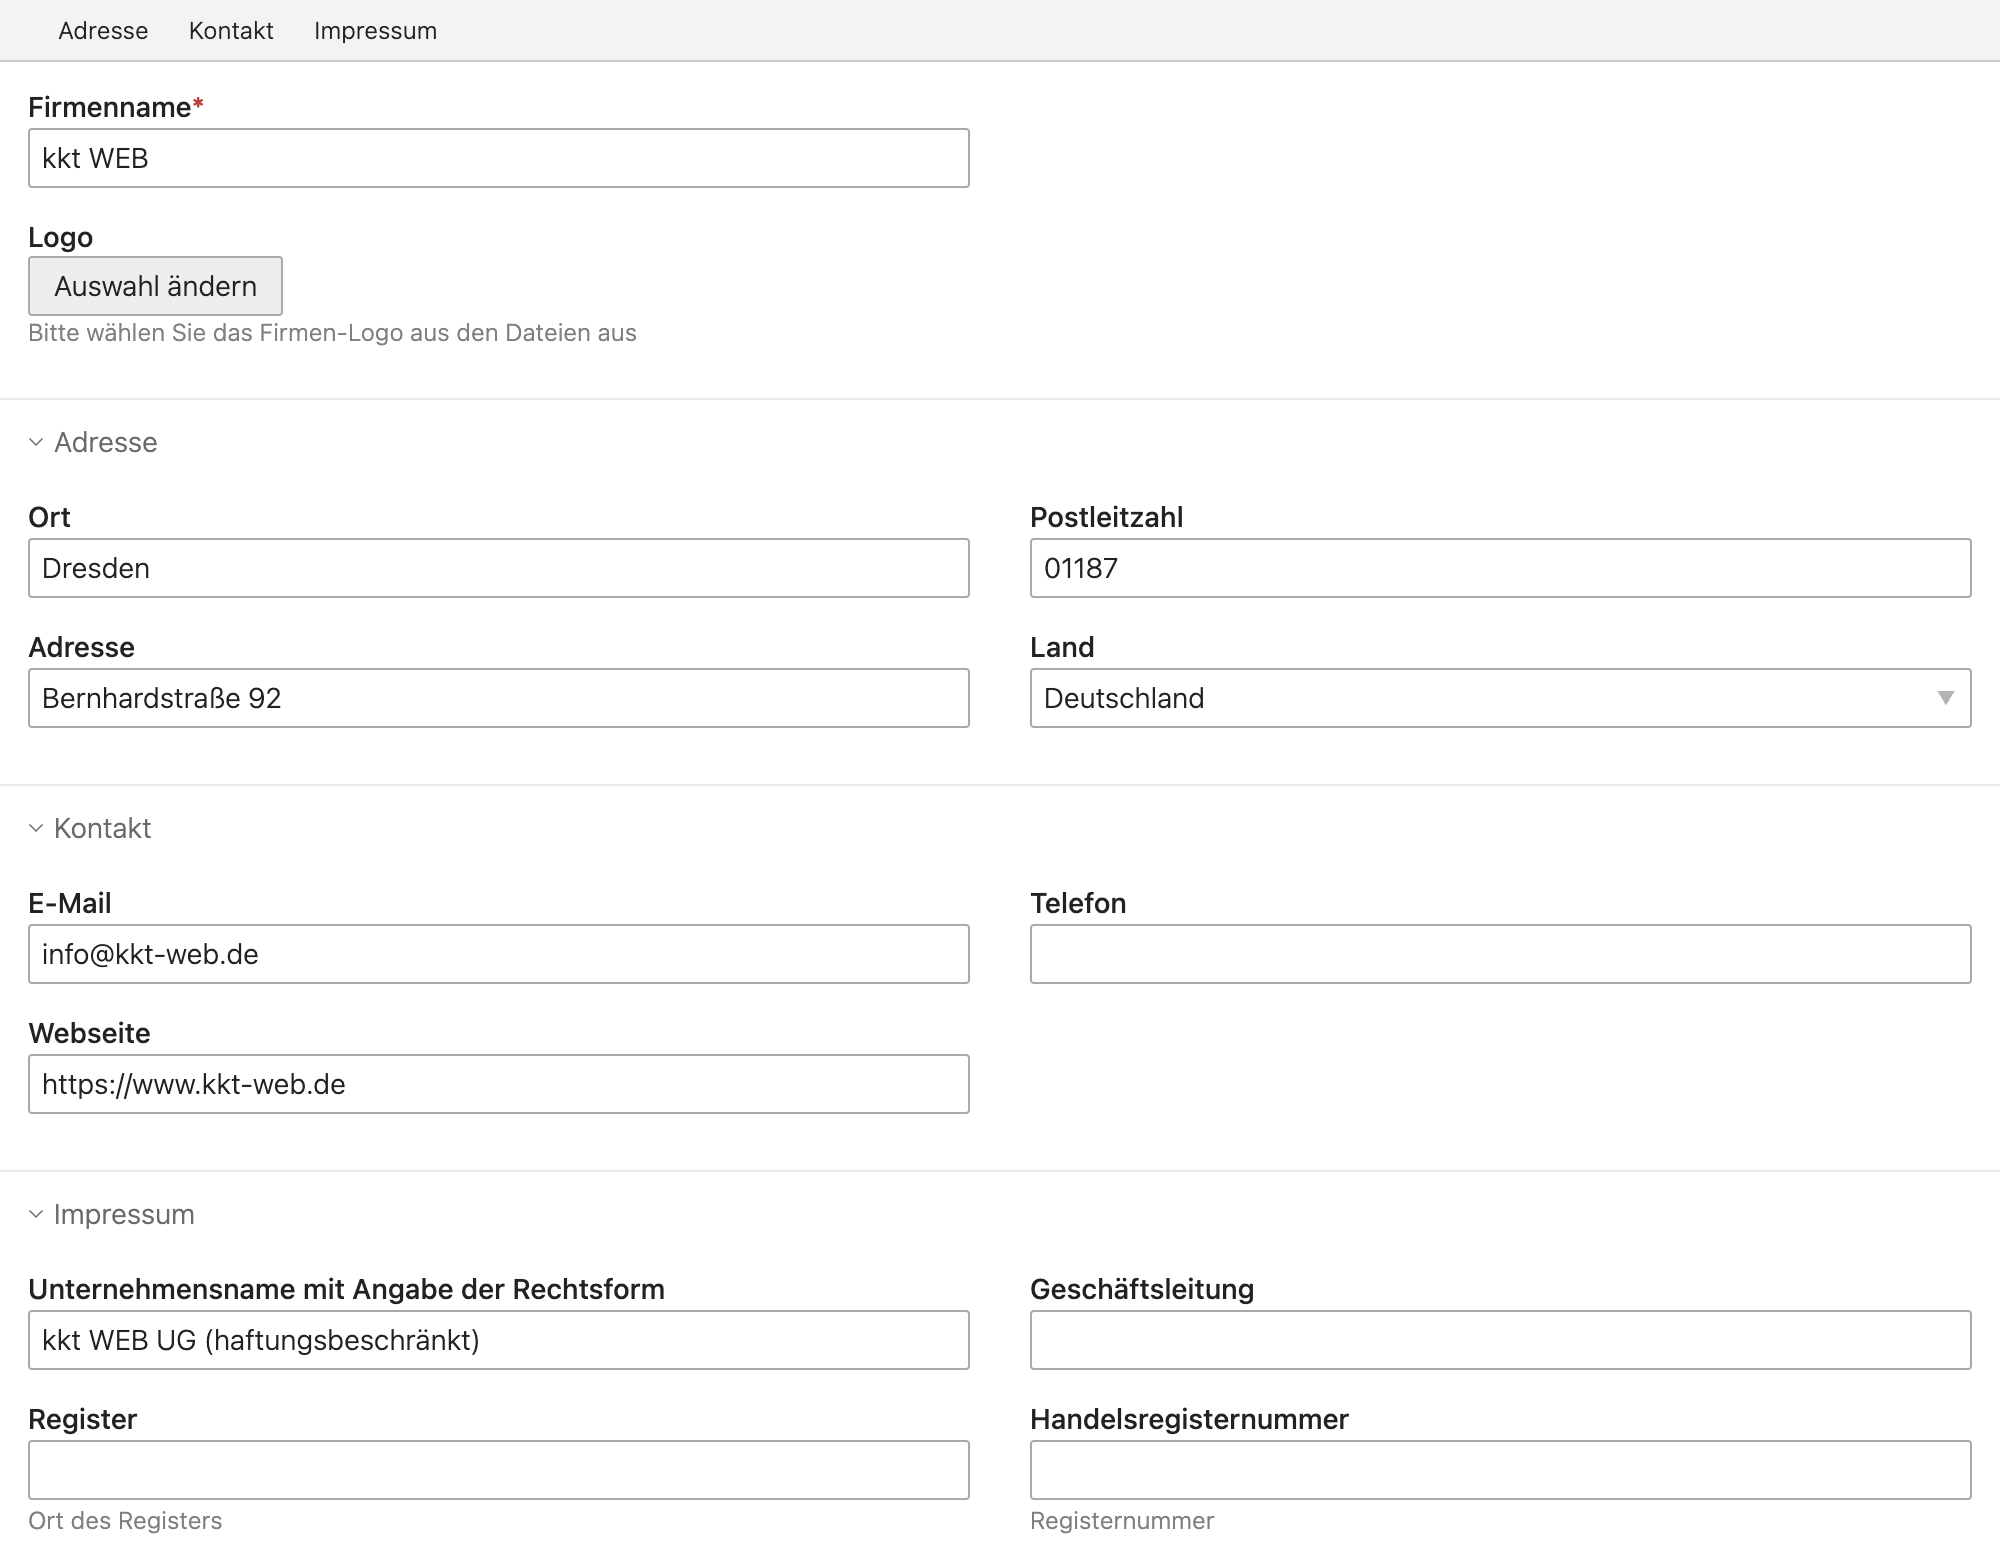 Adresse Kontakt Impressum
Firmenname*
kkt WEB
Logo
Auswahl ändern
Bitte wählen Sie das Firmen-Logo aus den Dateien aus
Adresse
Ort Postleitzahl
Dresden 01187
Adresse Land
Bernhardstraße 92 Deutschland
Kontakt
E-Mail Telefon
info@kkt-web.de
Webseite
https://www.kkt-web.de
Impressum
Unternehmensname mit Angabe der Rechtsform Geschäftsleitung
kkt WEB UG (haftungsbeschränkt)
Register Handelsregisternummer
Ort des Registers Registernummer